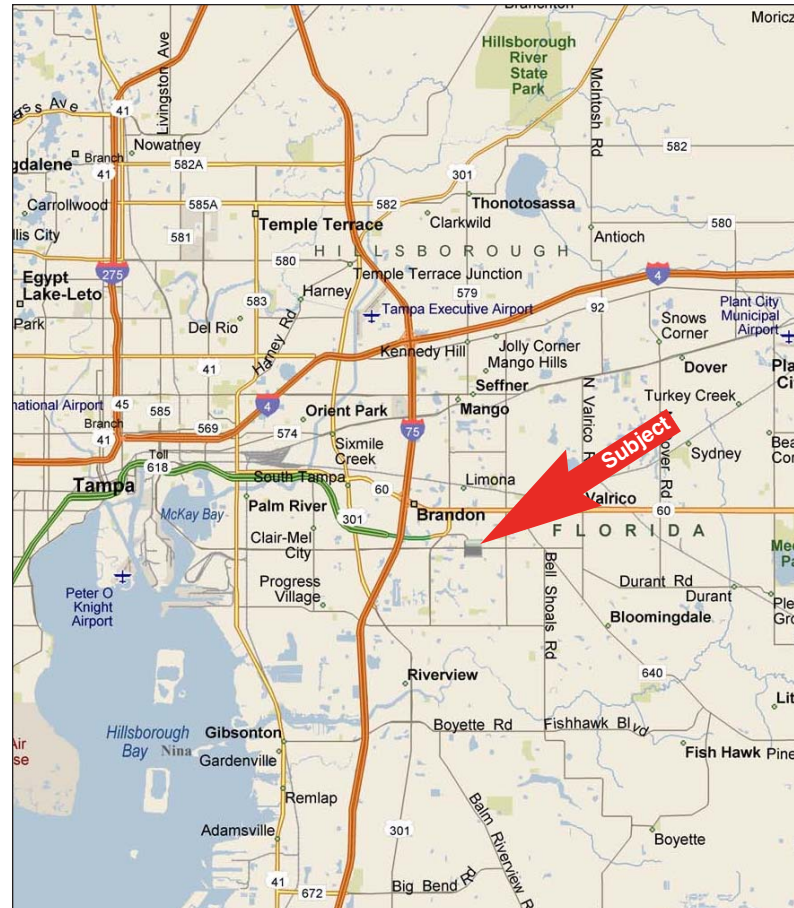 Moricz
Hillsborough
River
State
Park
Livingston Ave
McIntosh Rd
41
Nowatney
582
gdalene
Branch
41
582A
301
Carrollwood
585A
582
Thonotosassa
llis City
Temple Terrace
Clarkwild
580
581
Antioch
HILLSBOROUGH
275
580
Temple Terrace Junction
4
Egypt
Lake-Leto
583
Harney
579
92
Plant City
Municipal
Airport
Park
Tampa Executive Airport
Snows
Corner
Del Rio
Harney Rd
Kennedy Hill
Jolly Corner
Mango Hills
41
Dover
Seffner
national Airport
45
585
4
Orient Park
Mango
N Valrico R
Turkey Creek
Branch
41
569
574
75
Sixmile
Creek
Subject
Sydney
Toll
618
South Tampa
60
Limona
Tampa
Palm River
Brandon
Valrico
60
McKay Bay
301
FLORIDA
Clair-Mel
City
Peter O
Knight
Airport
Progress
Village
Bell Shoals Rd
Durant Rd
Durant
Bloomingdale
Riverview
640
Boyette Rd
Fishhawk Blvd
Hillsborough
Bay
Nina
Gibsonton
Gardenville
Fish Hawk
Pine
Remlap
Balm Riverview R
Adamsville
301
Boyette
41
672
Big Bend Rd